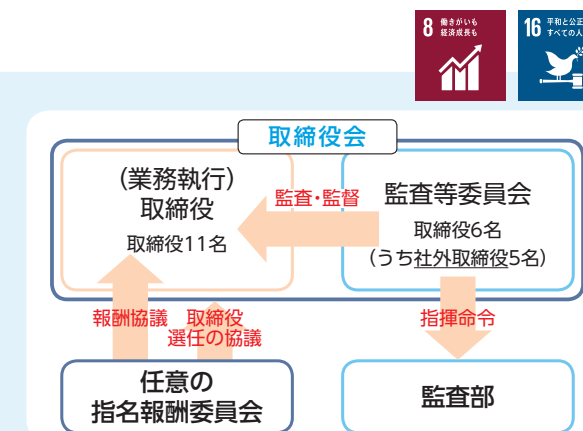 8 働きがいも
経済成長も
16 平和と公正
すべての人
取締役会
(業務執行)
取締役
取締役11名
監査・監督
監査等委員会
取締役6名
(うち社外取締役5名)
報酬協議
取締役
選任の協議
指揮命令
任意の
指名報酬委員会
監査部